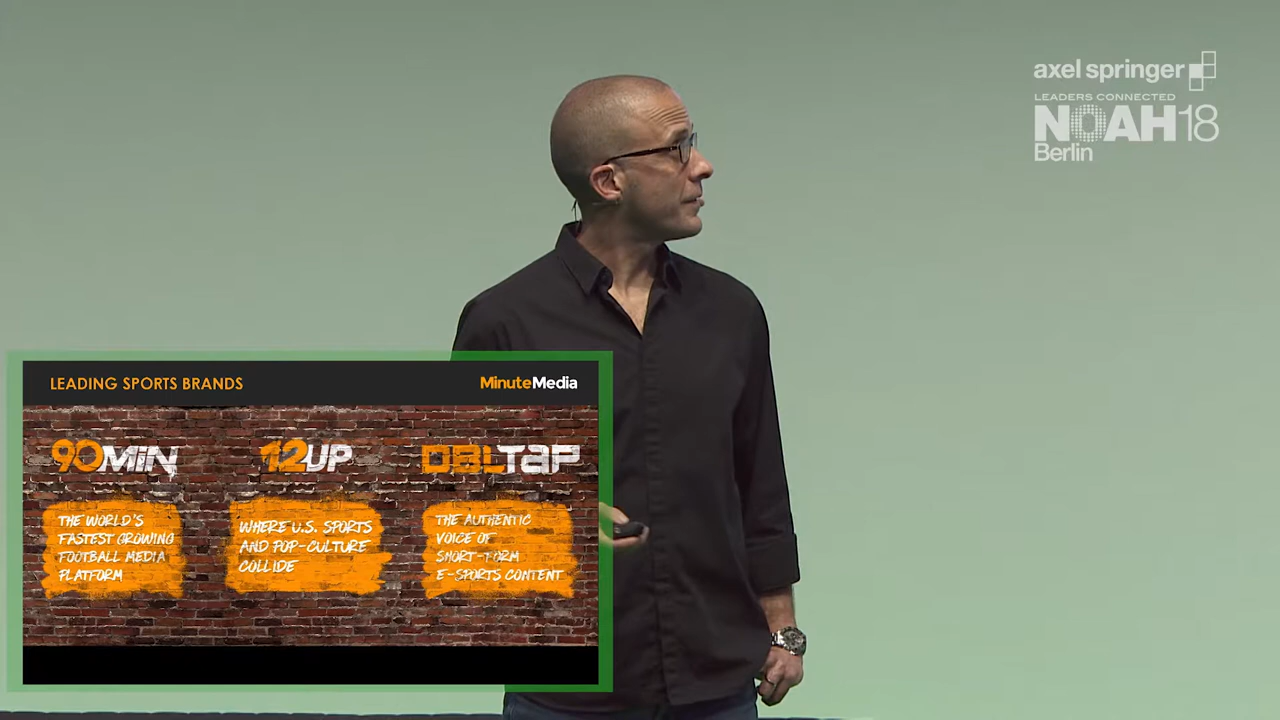 axel springer
LEADERS CONNECTED
NOAH18
Berlin
LEADING SPORTS BRANDS
MinuteMedia
90MiN
THE WORLD'S
FASTEST GROWING
FOOTBALL MEDIA
PLATFORM
12UP
WHERE U.S. SPORTS
AND POP-CULTURE
COLLIDE
DBLTaP
THE AUTHENTIC
VOICE OF
SHORT-FORM
E-SPORTS CONTENT